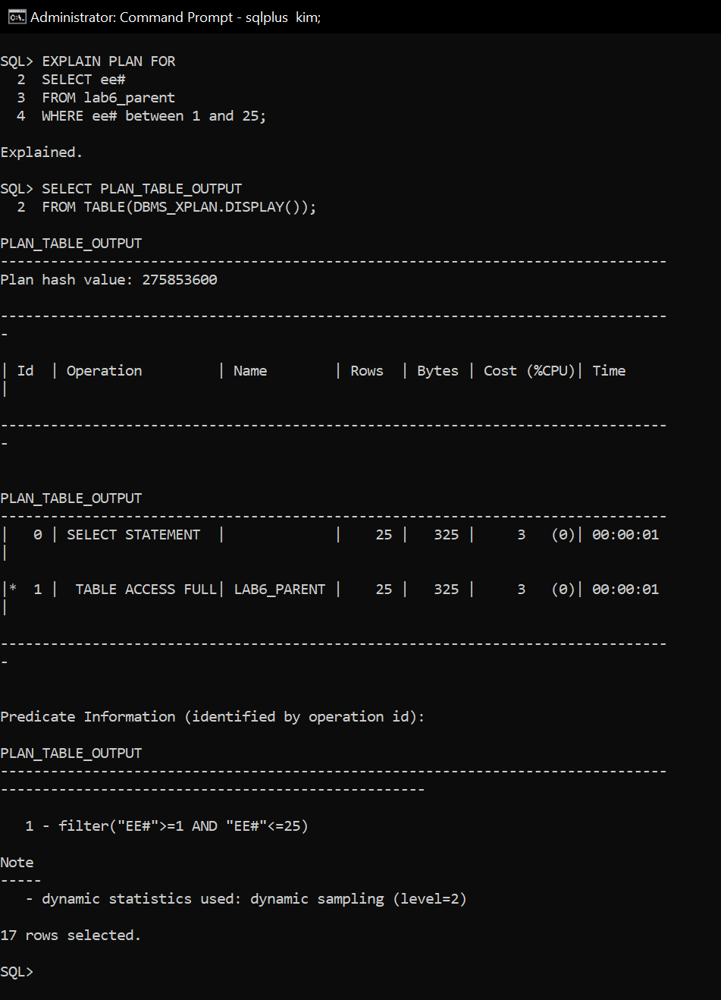 Administrator: Command Prompt - sqlplus  kim;
SQL> EXPLAIN PLAN FOR
  2  SELECT ee#
  3  FROM lab6_parent
  4  WHERE ee# between 1 and 25;
Explained.
SQL> SELECT PLAN_TABLE_OUTPUT
  2  FROM TABLE(DBMS_XPLAN.DISPLAY());
PLAN_TABLE_OUTPUT
--------------------------------------------------------------------------------
Plan hash value: 275853600
--------------------------------------------------------------------------------
-
| Id  | Operation         | Name        | Rows  | Bytes | Cost (%CPU)| Time
|
--------------------------------------------------------------------------------
-
PLAN_TABLE_OUTPUT
--------------------------------------------------------------------------------
|   0 | SELECT STATEMENT  |             |    25 |   325 |     3   (0)| 00:00:01
|
|*  1 |  TABLE ACCESS FULL| LAB6_PARENT |    25 |   325 |     3   (0)| 00:00:01
|
--------------------------------------------------------------------------------
-
Predicate Information (identified by operation id):
PLAN_TABLE_OUTPUT
--------------------------------------------------------------------------------
---------------------------------------------------
   1 - filter("EE#">=1 AND "EE#"<=25)
Note
-----
   - dynamic statistics used: dynamic sampling (level=2)
17 rows selected.
SQL>